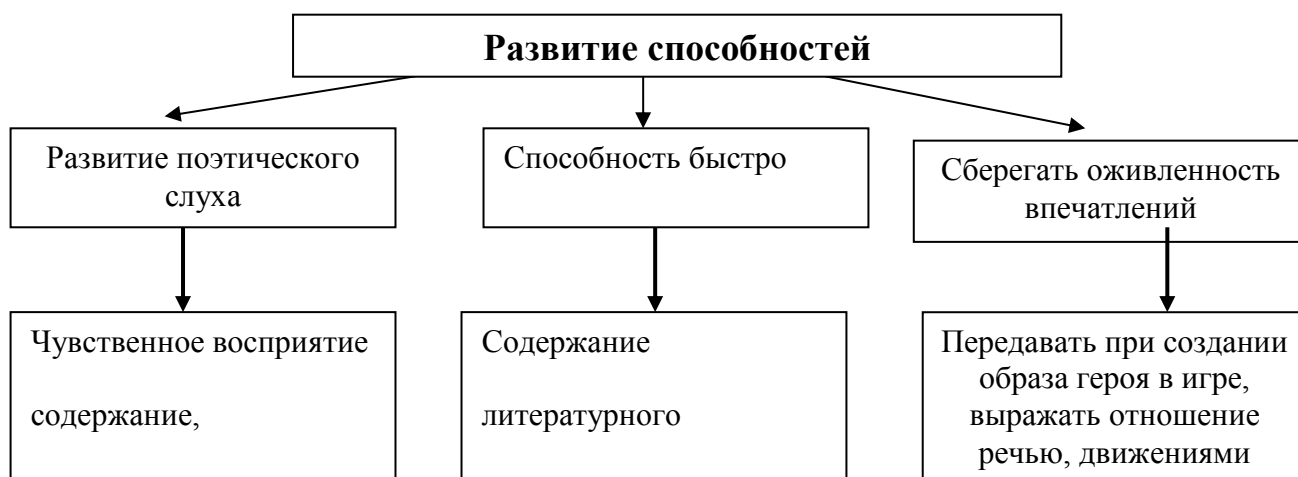 Развитие способностей
Развитие поэтического
слуха
Способность быстро
Сберегать оживленность
впечатлений
Чувственное восприятие
содержание,
Содержание
литературного
Передавать при создании
образа героя в игре,
выражать отношение
речью, движениями